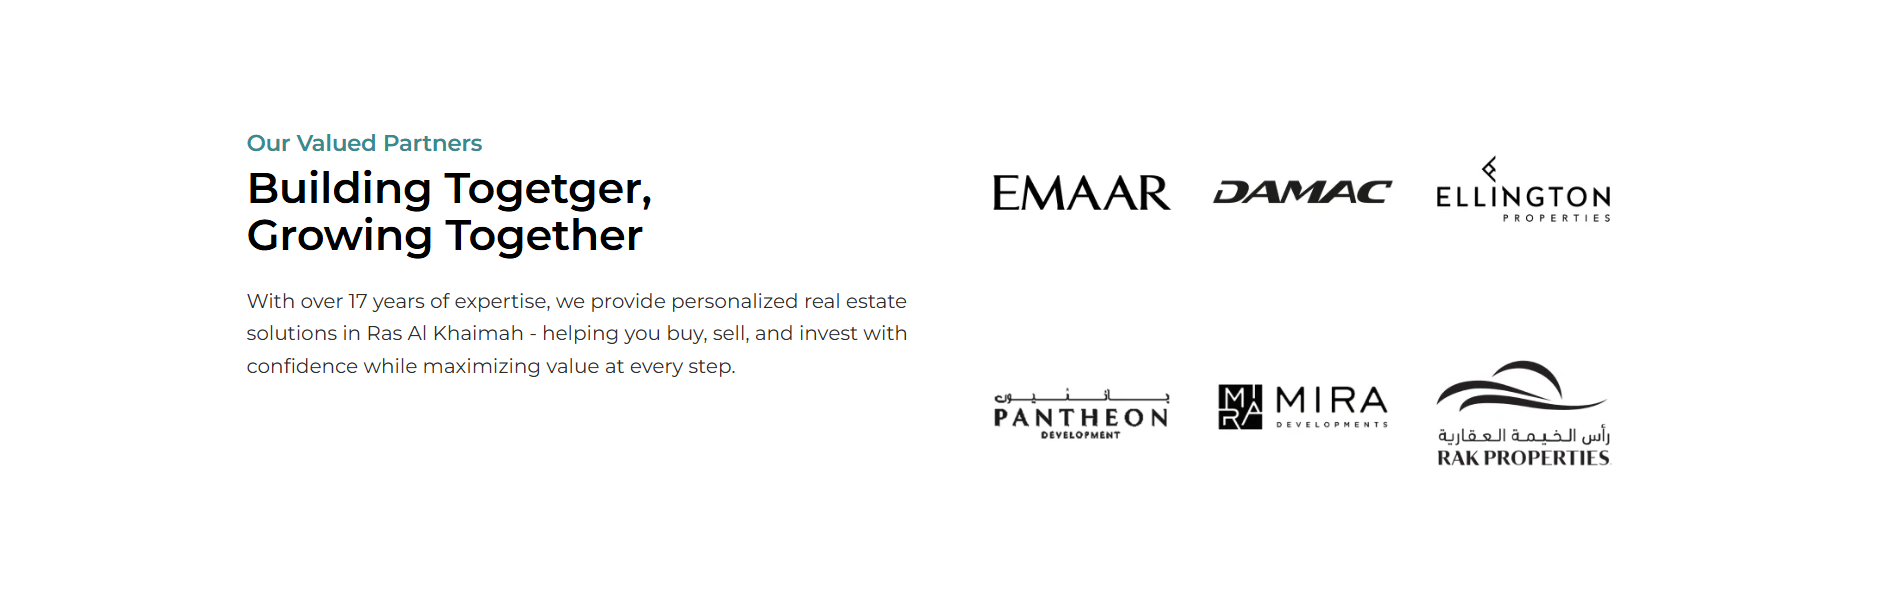 Our Valued Partners
Building Togetger,
Growing Together
With over 17 years of expertise, we provide personalized real estate
solutions in Ras Al Khaimah - helping you buy, sell, and invest with
confidence while maximizing value at every step.
EMAAR
DAMAC
ELLINGTON
PROPERTIES
بانثيون
PANTHEON
DEVELOPMENT
MIRA
MIRA
DEVELOPMENTS
رأس الخيمة العقارية
RAK PROPERTIES